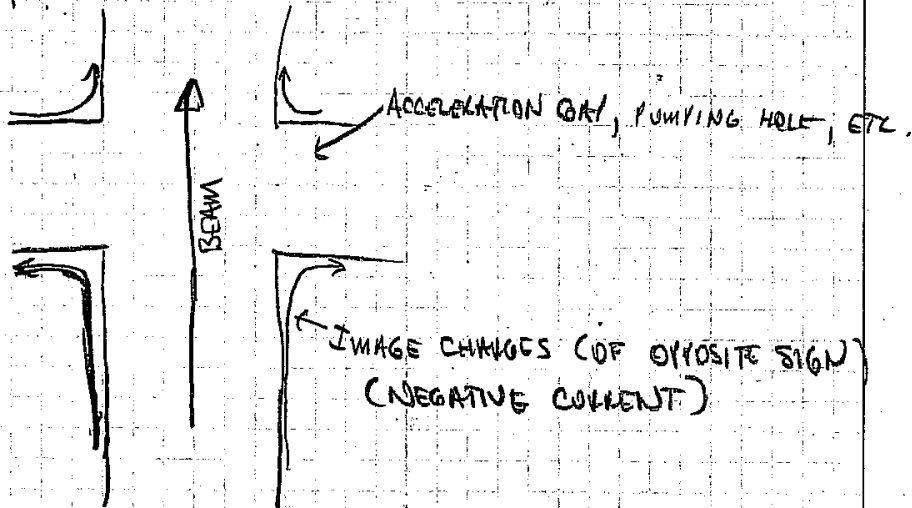 ACCELERATION GAP, PUMPING HOLE, ETC.
BEAM
IMAGE CHARGES (OF OPPOSITE SIGN)
(NEGATIVE CURRENT)